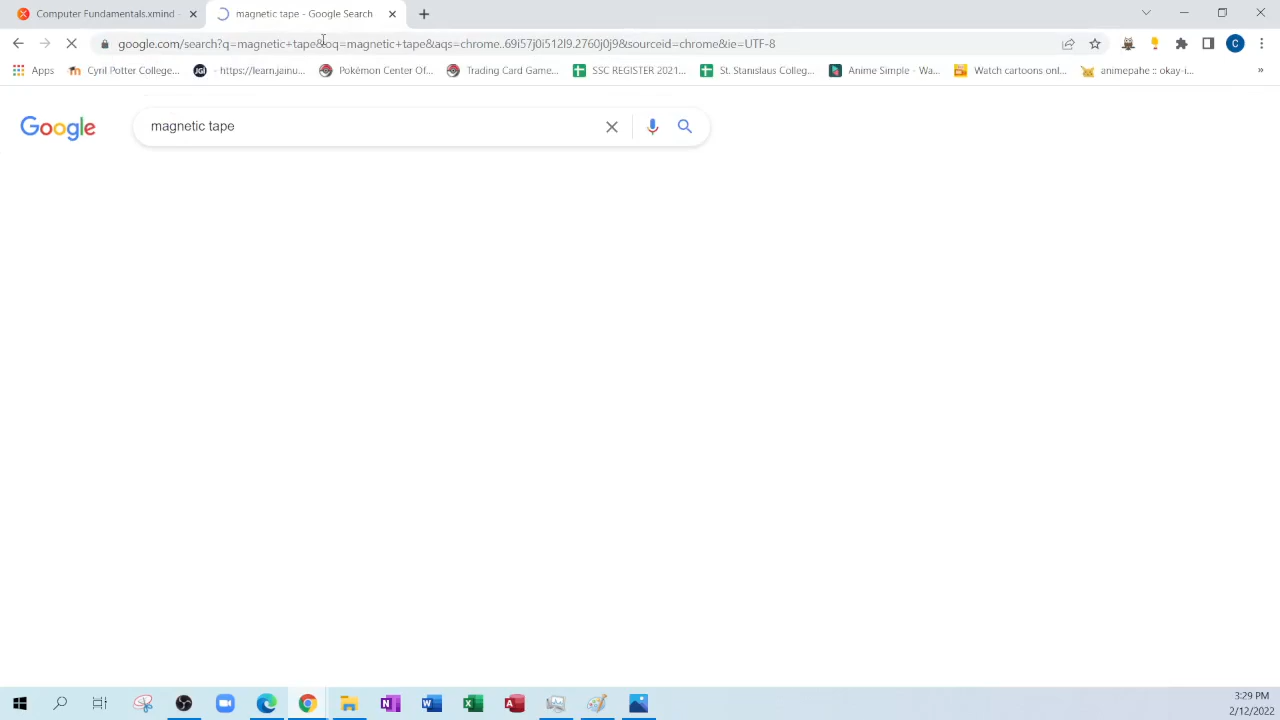 Computer Fundamentals.xmind
magnetic tape - Google Search
google.com/search?q=magnetic+tape&oq=magnetic+tape&aqs=chrome..69i57j0i512l9.2760j0j9&sourceid=chrome&ie=UTF-8
C
Apps
Cyril Potter College...
JGI
- https://learn.jainu...
Pokémon Center Of...
Trading Card Game...
SSC REGISTER 2021...
St. Stanislaus Colleg...
Anime Simple - Wa...
Watch cartoons onl...
animepahe :: okay-i...
»
Google
magnetic tape
3:29 PM
2/12/2022